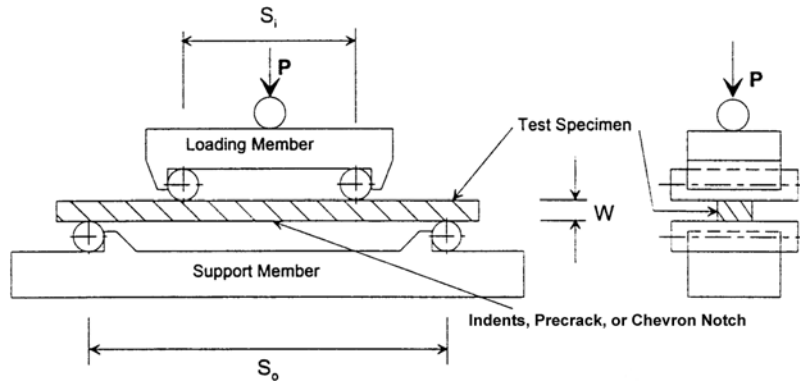 Si
P
P
Loading Member
Test Specimen
W
Support Member
Indents, Precrack, or Chevron Notch
So